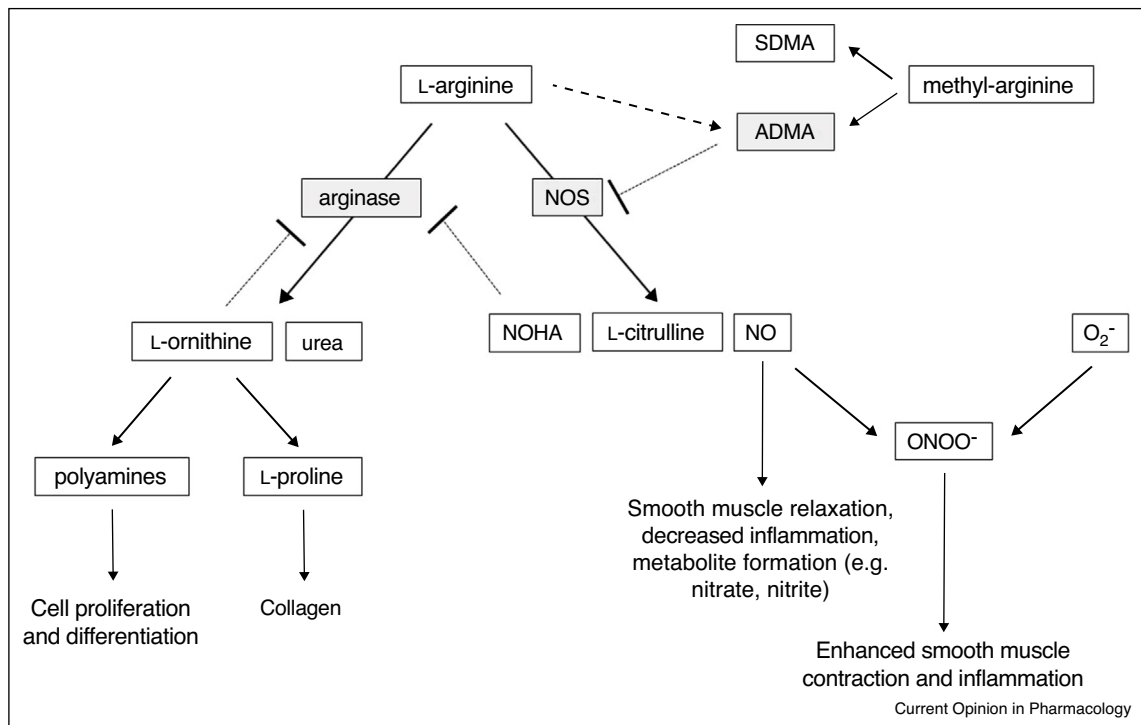 SDMA
L-arginine
methyl-arginine
ADMA
arginase
NOS
L-ornithine
urea
NOHA
L-citrulline
NO
O₂⁻
ONOO⁻
polyamines
L-proline
Smooth muscle relaxation,
decreased inflammation,
metabolite formation (e.g.
nitrate, nitrite)
Cell proliferation
and differentiation
Collagen
Enhanced smooth muscle
contraction and inflammation
Current Opinion in Pharmacology